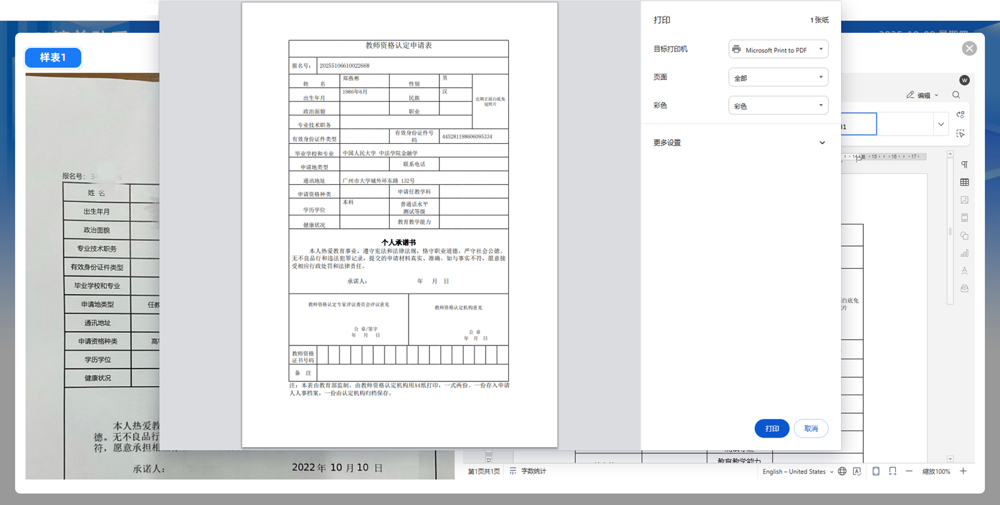 样表1
报名号：
姓 名
出生年月
政治面貌
专业技术职务
有效身份证件类型
毕业学校和专业
申请地类型
任教
通讯地址
申请资格种类
高
学历学位
健康状况
本人热爱教
德。无不良品行
符，愿意承担相
承诺人：
2022 年 10 月 10 日
教师资格认定申请表
报名号： 20255106610022668
姓 名 郑燕彬 性别 男
出生年月 1986年6月 民族 汉
近期正面白底免
冠照片
政治面貌 职业
专业技术职务
有效身份证件类型 有效身份证件号
码 445281198606095334
毕业学校和专业 中国人民大学 中法学院金融学
申请地类型 联系电话
通讯地址 广州市大学城外环东路 132号
申请资格种类 申请任教学科
学历学位 本科 普通话水平
测试等级
健康状况 教育教学能力
个人承诺书
本人热爱教育事业，遵守宪法和法律法规，恪守职业道德，严守社会公德。
无不良品行和违法犯罪记录，提交的申请材料真实、准确。如与事实不符，愿意接
受相应行政处罚和法律责任。
承诺人： 年 月 日
教师资格认定专家评议委员会评议意见
公 章/签字
年 月 日
教师资格认定机构意见
公 章
年 月 日
教师资格
证书号码
备 注
注：本表由教育部监制。由教师资格认定机构用A4纸打印，一式两份。一份存入申请
人人事档案，一份由认定机构归档保存。
打印 1 张纸
目标打印机 Microsoft Print to PDF
页面 全部
彩色 彩色
更多设置
打印 取消
W
编辑
14 15 16 17
白底免
片
教育教学能力
12
第1页共1页 字数统计
English – United States 缩放100%